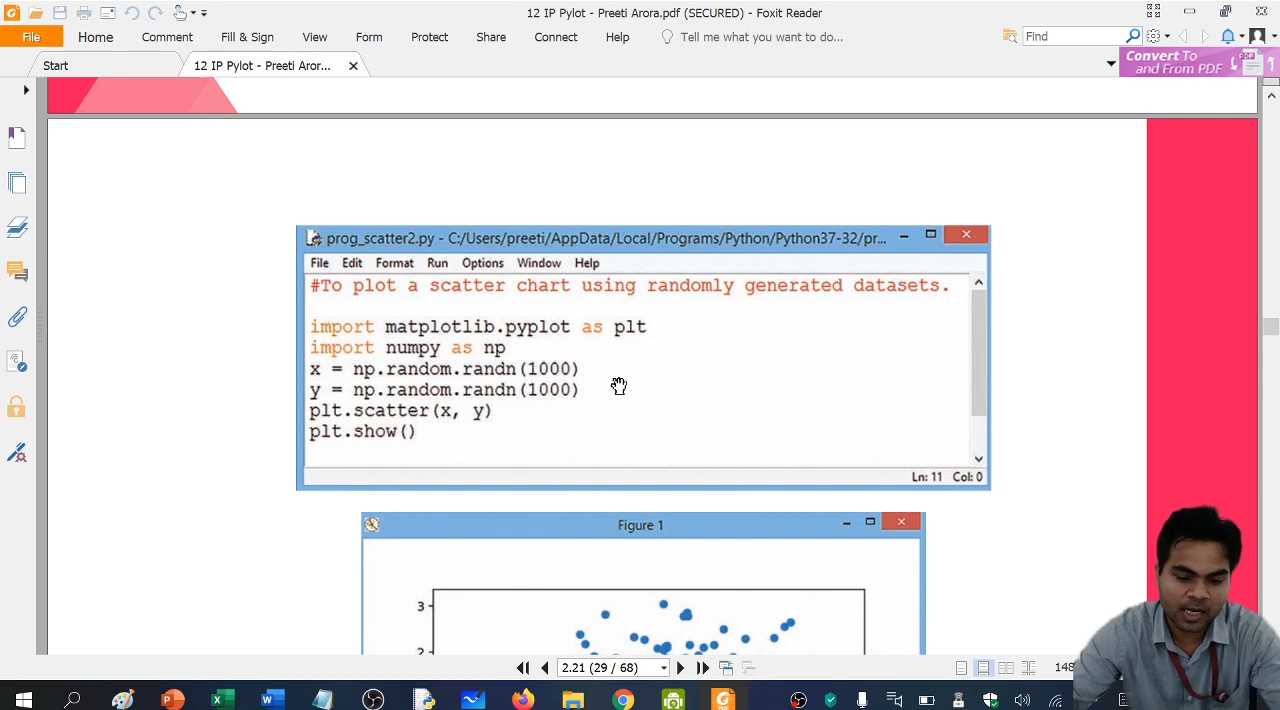 12 IP Pylot - Preeti Arora.pdf (SECURED) - Foxit Reader
File Home Comment Fill & Sign View Form Protect Share Connect Help Tell me what you want to do... Find
Start 12 IP Pylot - Preeti Aror... Convert To
and From PDF PDF
prog_scatter2.py - C:/Users/preeti/AppData/Local/Programs/Python/Python37-32/pr...
File Edit Format Run Options Window Help
#To plot a scatter chart using randomly generated datasets.
import matplotlib.pyplot as plt
import numpy as np
x = np.random.randn(1000)
y = np.random.randn(1000)
plt.scatter(x, y)
plt.show()
Ln: 11 Col: 0
Figure 1
3
2
2.21 (29 / 68) 148